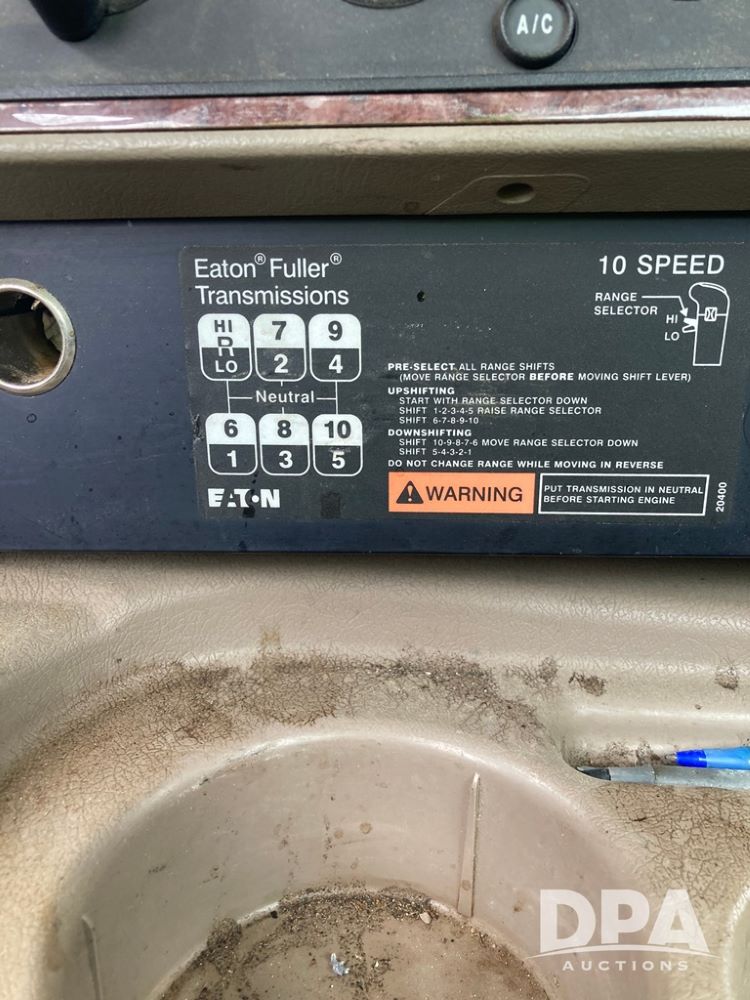 A/C
Eaton® Fuller®
Transmissions
10 SPEED
RANGE
SELECTOR
HI
LO
HI
R
LO
7
2
9
4
Neutral
6
1
8
3
10
5
PRE-SELECT ALL RANGE SHIFTS
(MOVE RANGE SELECTOR BEFORE MOVING SHIFT LEVER)
UPSHIFTING
START WITH RANGE SELECTOR DOWN
SHIFT 1-2-3-4-5 RAISE RANGE SELECTOR
SHIFT 6-7-8-9-10
DOWNSHIFTING
SHIFT 10-9-8-7-6 MOVE RANGE SELECTOR DOWN
SHIFT 5-4-3-2-1
DO NOT CHANGE RANGE WHILE MOVING IN REVERSE
EATON
WARNING
PUT TRANSMISSION IN NEUTRAL
BEFORE STARTING ENGINE
20400
DPA
AUCTIONS